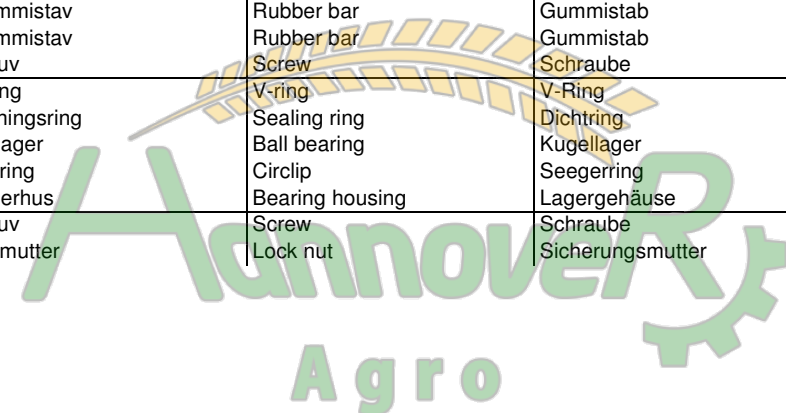 mmistav Rubber bar Gummistab
mmistav Rubber bar Gummistab
uv Screw Schraube
ng V-ring V-Ring
ningsring Sealing ring Dichtring
ager Ball bearing Kugellager
ring Circlip Seegerring
erhus Bearing housing Lagergehäuse
uv Screw Schraube
mutter Lock nut Sicherungsmutter
HannoveR
Agro